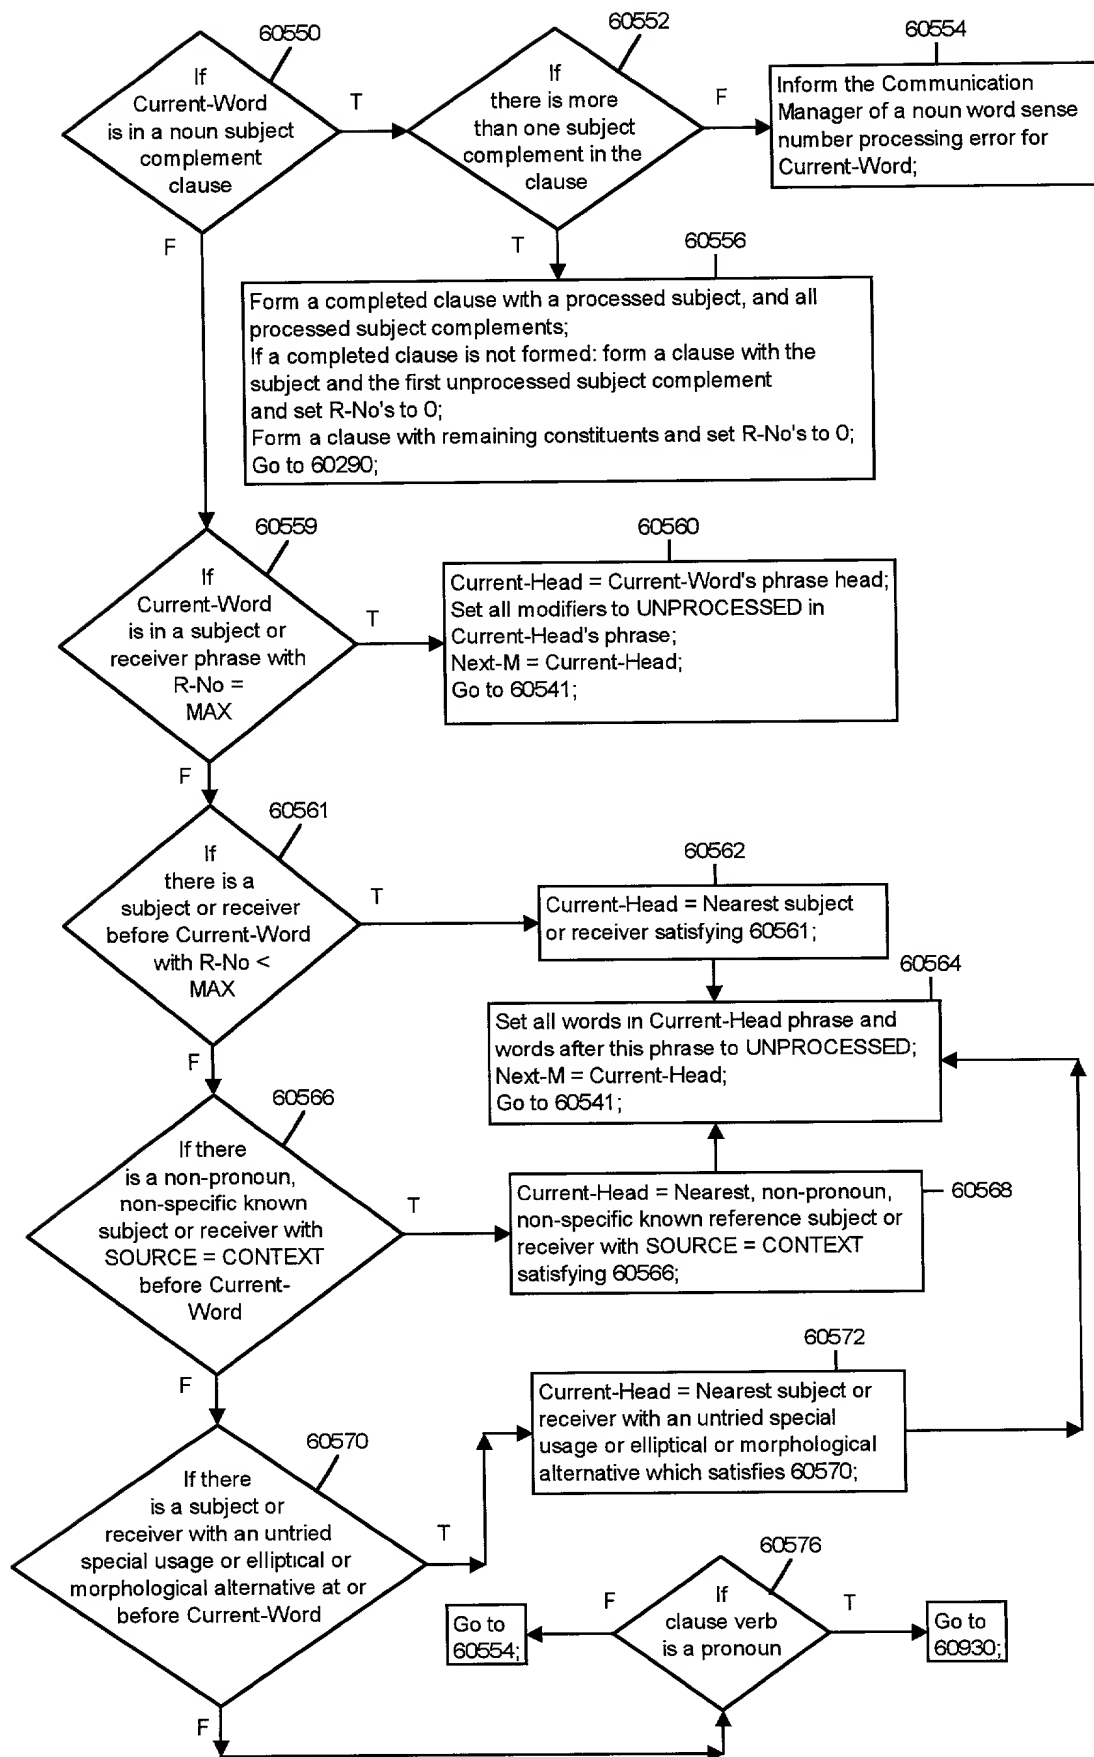 60550
If
Current-Word
is in a noun subject
complement
clause
T
F
60552
If
there is more
than one subject
complement in the
clause
F
T
60554
Inform the Communication
Manager of a noun word sense
number processing error for
Current-Word;
60556
Form a completed clause with a processed subject, and all
processed subject complements;
If a completed clause is not formed: form a clause with the
subject and the first unprocessed subject complement
and set R-No's to 0;
Form a clause with remaining constituents and set R-No's to 0;
Go to 60290;
60559
If
Current-Word
is in a subject or
receiver phrase with
R-No =
MAX
T
F
60560
Current-Head = Current-Word's phrase head;
Set all modifiers to UNPROCESSED in
Current-Head's phrase;
Next-M = Current-Head;
Go to 60541;
60561
If
there is a
subject or receiver
before Current-Word
with R-No <
MAX
T
F
60562
Current-Head = Nearest subject
or receiver satisfying 60561;
60564
Set all words in Current-Head phrase and
words after this phrase to UNPROCESSED;
Next-M = Current-Head;
Go to 60541;
60566
If there
is a non-pronoun,
non-specific known
subject or receiver with
SOURCE = CONTEXT
before Current-
Word
T
F
60568
Current-Head = Nearest, non-pronoun,
non-specific known reference subject or
receiver with SOURCE = CONTEXT
satisfying 60566;
60570
If there
is a subject or
receiver with an untried
special usage or elliptical or
morphological alternative at or
before Current-Word
T
F
60572
Current-Head = Nearest subject or
receiver with an untried special
usage or elliptical or morphological
alternative which satisfies 60570;
60576
If
clause verb
is a pronoun
F
T
Go to
60554;
Go to
60930;